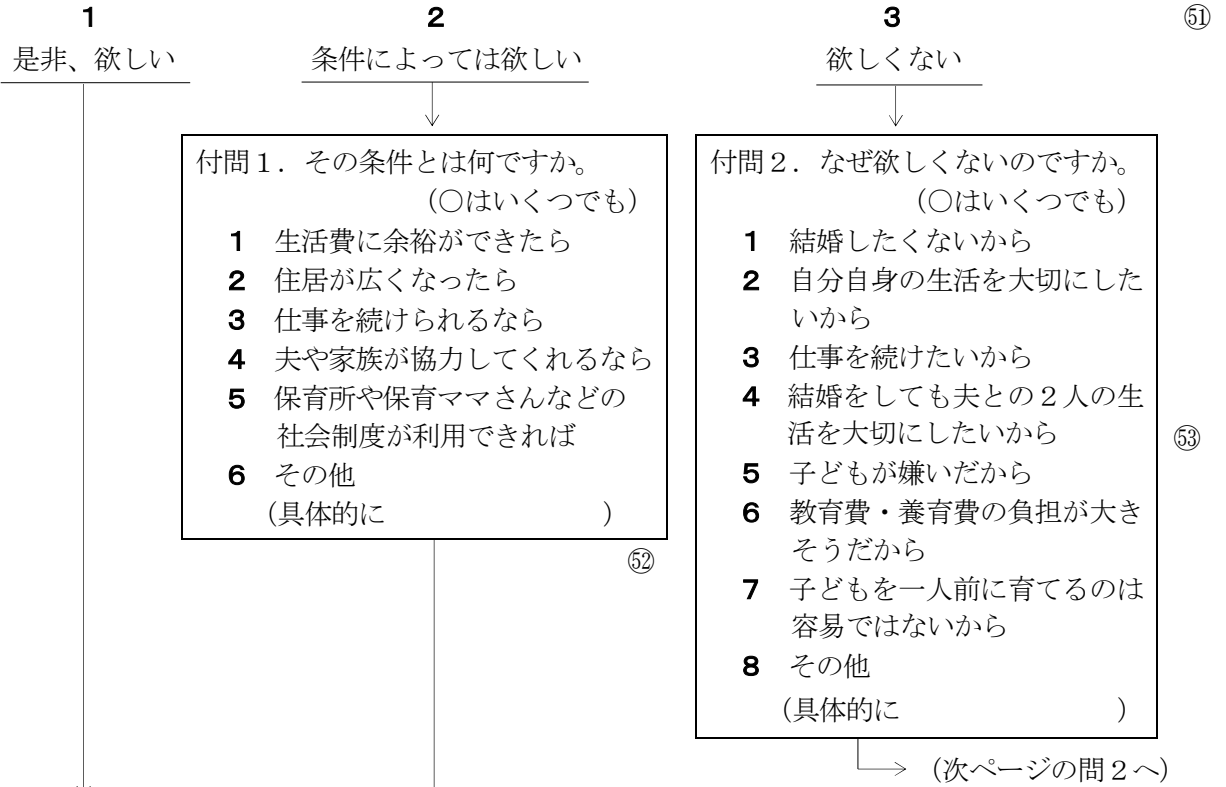 1 2 3 ㊿+1
是非、欲しい 条件によっては欲しい 欲しくない
付問1．その条件とは何ですか。
（○はいくつでも）
1 生活費に余裕ができたら
2 住居が広くなったら
3 仕事を続けられるなら
4 夫や家族が協力してくれるなら
5 保育所や保育ママさんなどの
社会制度が利用できれば
6 その他
（具体的に ）
52
付問2．なぜ欲しくないのですか。
（○はいくつでも）
1 結婚したくないから
2 自分自身の生活を大切にした
いから
3 仕事を続けたいから
4 結婚をしても夫との2人の生
活を大切にしたいから
5 子どもが嫌いだから
6 教育費・養育費の負担が大き
そうだから
7 子どもを一人前に育てるのは
容易ではないから
8 その他
（具体的に ）
53
（次ページの問2へ）